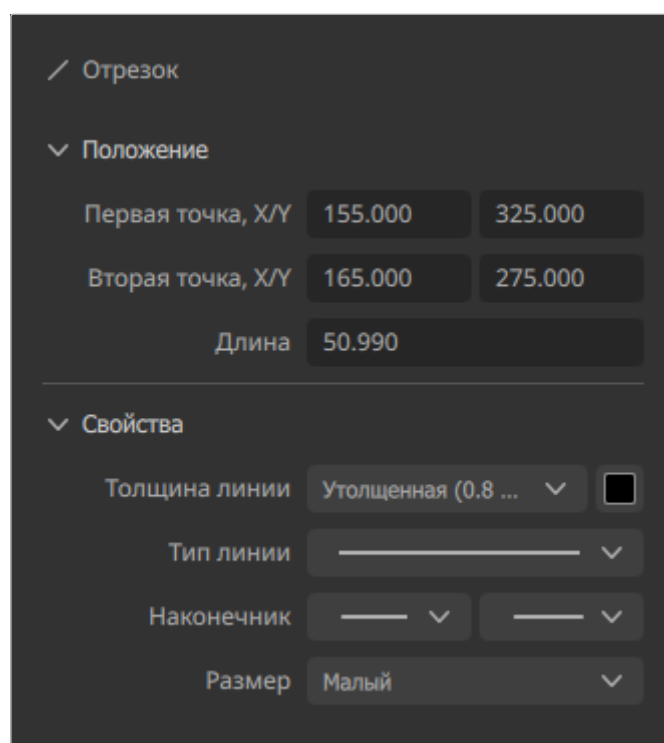 Отрезок
Положение
Первая точка, X/Y 155.000 325.000
Вторая точка, X/Y 165.000 275.000
Длина 50.990
Свойства
Толщина линии Утолщенная (0.8 ...
Тип линии
Наконечник
Размер Малый